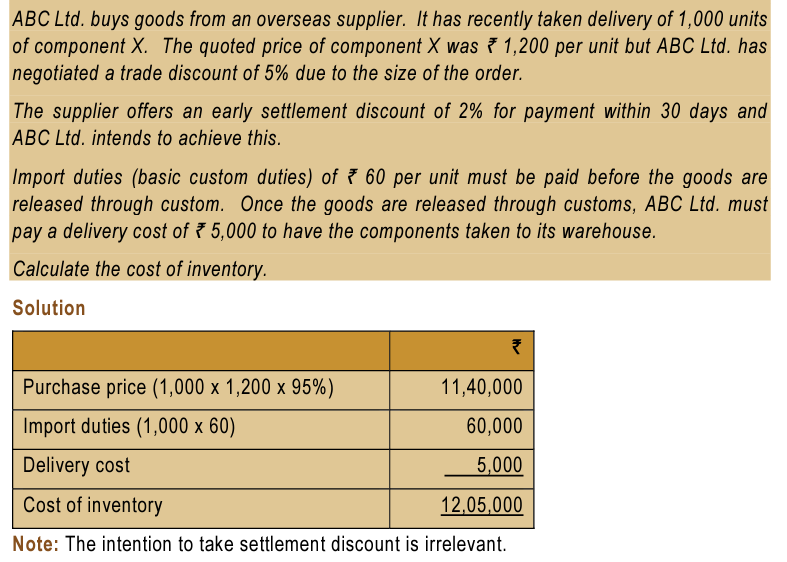 ABC Ltd. buys goods from an overseas supplier. It has recently taken delivery of 1,000 units
of component X. The quoted price of component X was ₹ 1,200 per unit but ABC Ltd. has
negotiated a trade discount of 5% due to the size of the order.
The supplier offers an early settlement discount of 2% for payment within 30 days and
ABC Ltd. intends to achieve this.
Import duties (basic custom duties) of ₹ 60 per unit must be paid before the goods are
released through custom. Once the goods are released through customs, ABC Ltd. must
pay a delivery cost of ₹ 5,000 to have the components taken to its warehouse.
Calculate the cost of inventory.
Solution
₹
Purchase price (1,000 x 1,200 x 95%) 11,40,000
Import duties (1,000 x 60) 60,000
Delivery cost 5,000
Cost of inventory 12,05,000
Note: The intention to take settlement discount is irrelevant.